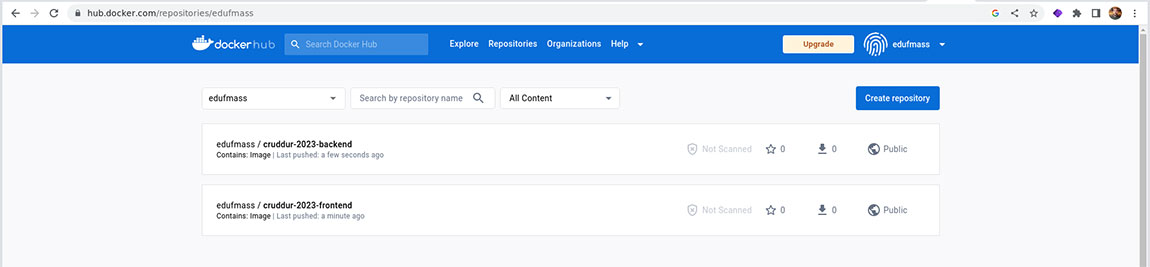 hub.docker.com/repositories/edufmass
docker hub Search Docker Hub Explore Repositories Organizations Help Upgrade edufmass
edufmass Search by repository name All Content Create repository
edufmass / cruddur-2023-backend
Contains: Image | Last pushed: a few seconds ago
Not Scanned 0 0 Public
edufmass / cruddur-2023-frontend
Contains: Image | Last pushed: a minute ago
Not Scanned 0 0 Public